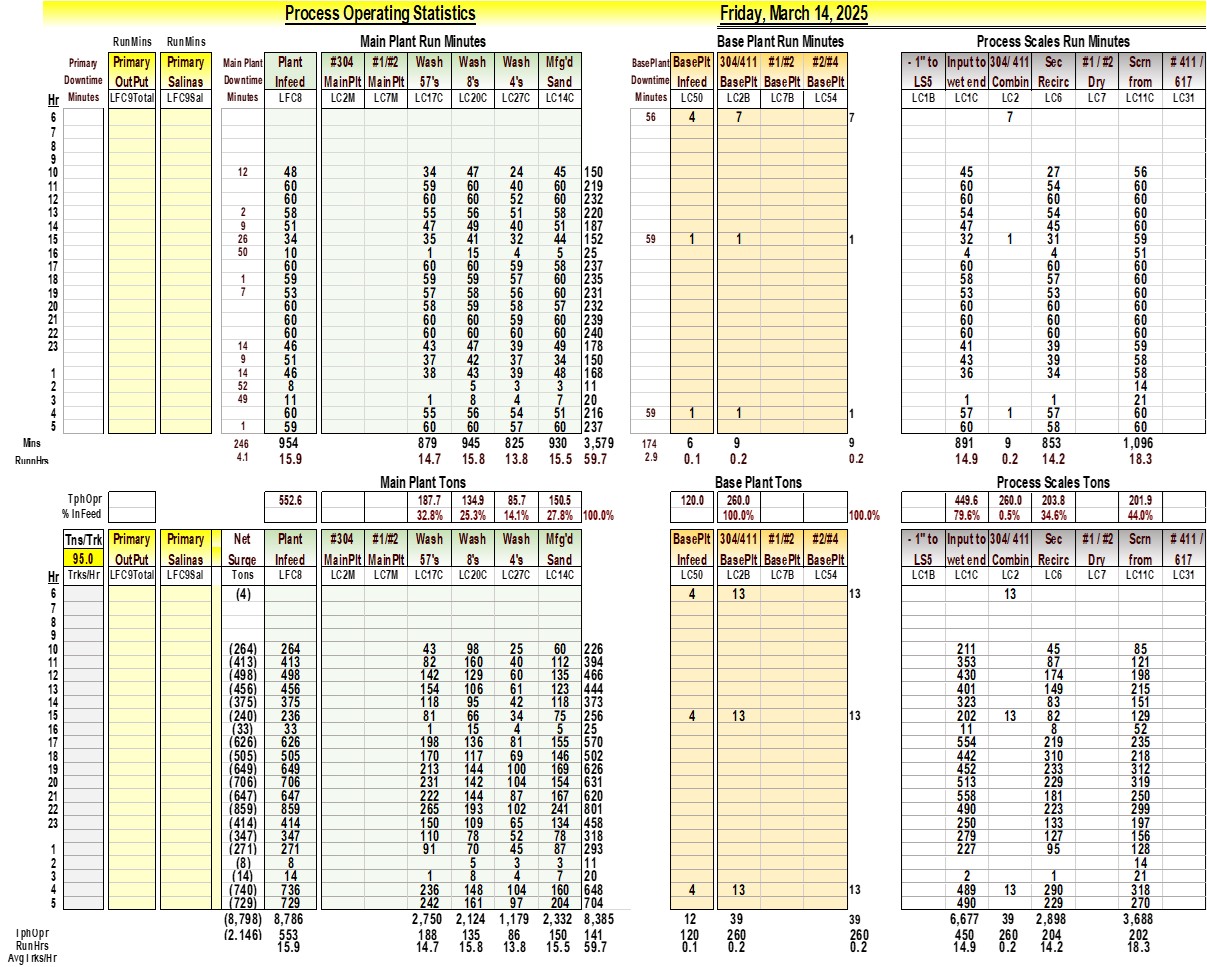 Process Operating Statistics Friday, March 14, 2025
RunMins RunMins Main Plant Run Minutes Base Plant Run Minutes Process Scales Run Minutes
Primary Primary Primary Main Plant Plant #304 #1/#2 Wash Wash Wash Mfg'd BasePlant BasePlt 304/411 #1/#2 #2/#4 - 1" to Input to 304/ 411 Sec #1 / #2 Scrn # 411 /
Downtime OutPut Salinas Downtime Infeed MainPlt MainPlt 57's 8's 4's Sand Downtime Infeed BasePlt BasePlt BasePlt LS5 wet end Combin Recirc Dry from 617
Hr Minutes LFC9Total LFC9Sal Minutes LFC8 LC2M LC7M LC17C LC20C LC27C LC14C Minutes LC50 LC2B LC7B LC54 LC1B LC1C LC2 LC6 LC7 LC11C LC31
6 56 4 7 7 7
7
8
9
10 12 48 34 47 24 45 150 45 27 56
11 60 59 60 40 60 219 60 54 60
12 60 60 60 52 60 232 60 60 60
13 2 58 55 56 51 58 220 54 54 60
14 9 51 47 49 40 51 187 47 45 60
15 26 34 35 41 32 44 152 59 1 1 1 32 1 31 59
16 50 10 1 15 4 5 25 4 4 51
17 60 60 60 59 58 237 60 60 60
18 1 59 59 59 57 60 235 58 57 60
19 7 53 57 58 56 60 231 53 53 60
20 60 58 59 58 57 232 60 60 60
21 60 60 60 59 60 239 60 60 60
22 60 60 60 60 60 240 60 60 60
23 14 46 43 47 39 49 178 41 39 59
9 51 37 42 37 34 150 43 39 58
1 14 46 38 43 39 48 168 36 34 58
2 52 8 5 3 3 11 14
3 49 11 1 8 4 7 20 1 1 21
4 60 55 56 54 51 216 59 1 1 1 57 1 57 60
5 1 59 60 60 57 60 237 60 58 60
Mins 246 954 879 945 825 930 3,579 174 6 9 9 891 9 853 1,096
RunnHrs 4.1 15.9 14.7 15.8 13.8 15.5 59.7 2.9 0.1 0.2 0.2 14.9 0.2 14.2 18.3
Main Plant Tons Base Plant Tons Process Scales Tons
TphOpr 552.6 187.7 134.9 85.7 150.5 120.0 260.0 449.6 260.0 203.8 201.9
% InFeed 32.8% 25.3% 14.1% 27.8% 100.0% 100.0% 100.0% 79.6% 0.5% 34.6% 44.0%
Tns/Trk Primary Primary Net Plant #304 #1/#2 Wash Wash Wash Mfg'd BasePlt 304/411 #1/#2 #2/#4 - 1" to Input to 304/ 411 Sec #1 / #2 Scrn # 411 /
95.0 OutPut Salinas Surge Infeed MainPlt MainPlt 57's 8's 4's Sand Infeed BasePlt BasePlt BasePlt LS5 wet end Combin Recirc Dry from 617
Hr Trks/Hr LFC9Total LFC9Sal Tons LFC8 LC2M LC7M LC17C LC20C LC27C LC14C LC50 LC2B LC7B LC54 LC1B LC1C LC2 LC6 LC7 LC11C LC31
6 (4) 4 13 13 13
7
8
9
10 (264) 264 43 98 25 60 226 211 45 85
11 (413) 413 82 160 40 112 394 353 87 121
12 (498) 498 142 129 60 135 466 430 174 198
13 (456) 456 154 106 61 123 444 401 149 215
14 (375) 375 118 95 42 118 373 323 83 151
15 (240) 236 81 66 34 75 256 4 13 13 202 13 82 129
16 (33) 33 1 15 4 5 25 11 8 52
17 (626) 626 198 136 81 155 570 554 219 235
18 (505) 505 170 117 69 146 502 442 310 218
19 (649) 649 213 144 100 169 626 452 233 312
20 (706) 706 231 142 104 154 631 513 229 319
21 (647) 647 222 144 87 167 620 558 181 250
22 (859) 859 265 193 102 241 801 490 223 299
23 (414) 414 150 109 65 134 458 250 133 197
(347) 347 110 78 52 78 318 279 127 156
1 (271) 271 91 70 45 87 293 227 95 128
2 (8) 8 5 3 3 11 14
3 (14) 14 1 8 4 7 20 2 1 21
4 (740) 736 236 148 104 160 648 4 13 13 489 13 290 318
5 (729) 729 242 161 97 204 704 490 229 270
(8,798) 8,786 2,750 2,124 1,179 2,332 8,385 12 39 39 6,677 39 2,898 3,688
TphOpr (2,146) 553 188 135 86 150 141 120 260 260 450 260 204 202
RunHrs 15.9 14.7 15.8 13.8 15.5 59.7 0.1 0.2 0.2 14.9 0.2 14.2 18.3
AvgTrks/Hr